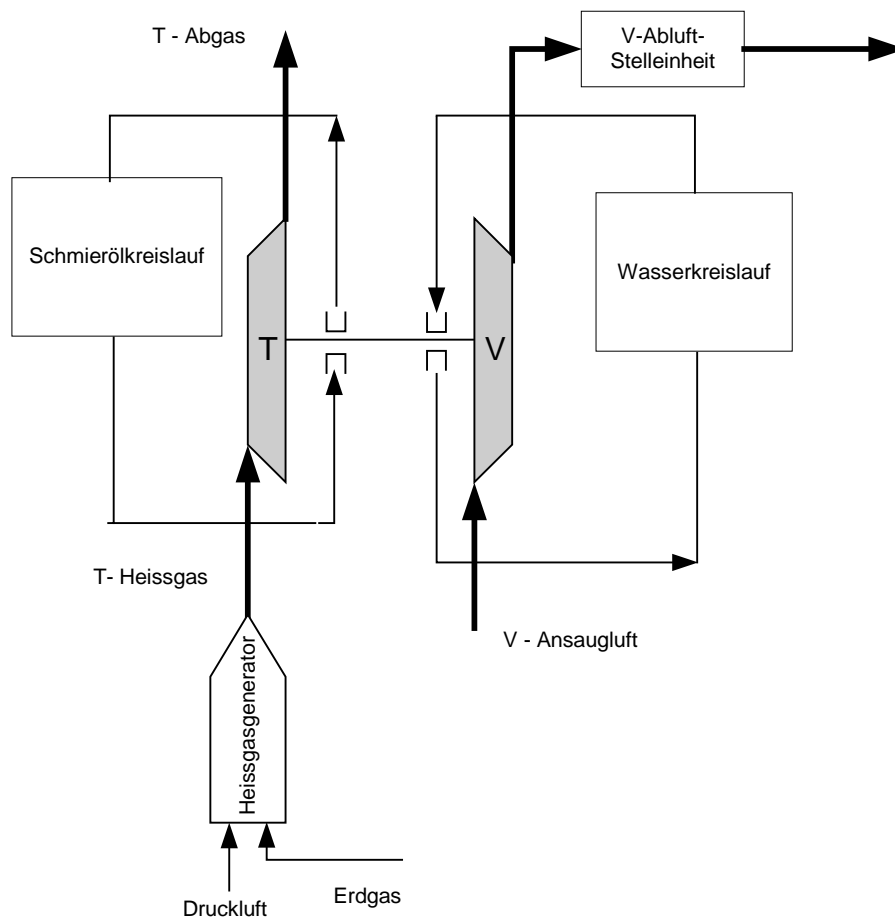 T - Abgas
V-Abluft-
Stelleinheit
Schmierölkreislauf
Wasserkreislauf
T
V
T- Heissgas
V - Ansaugluft
Heissgasgenerator
Druckluft
Erdgas